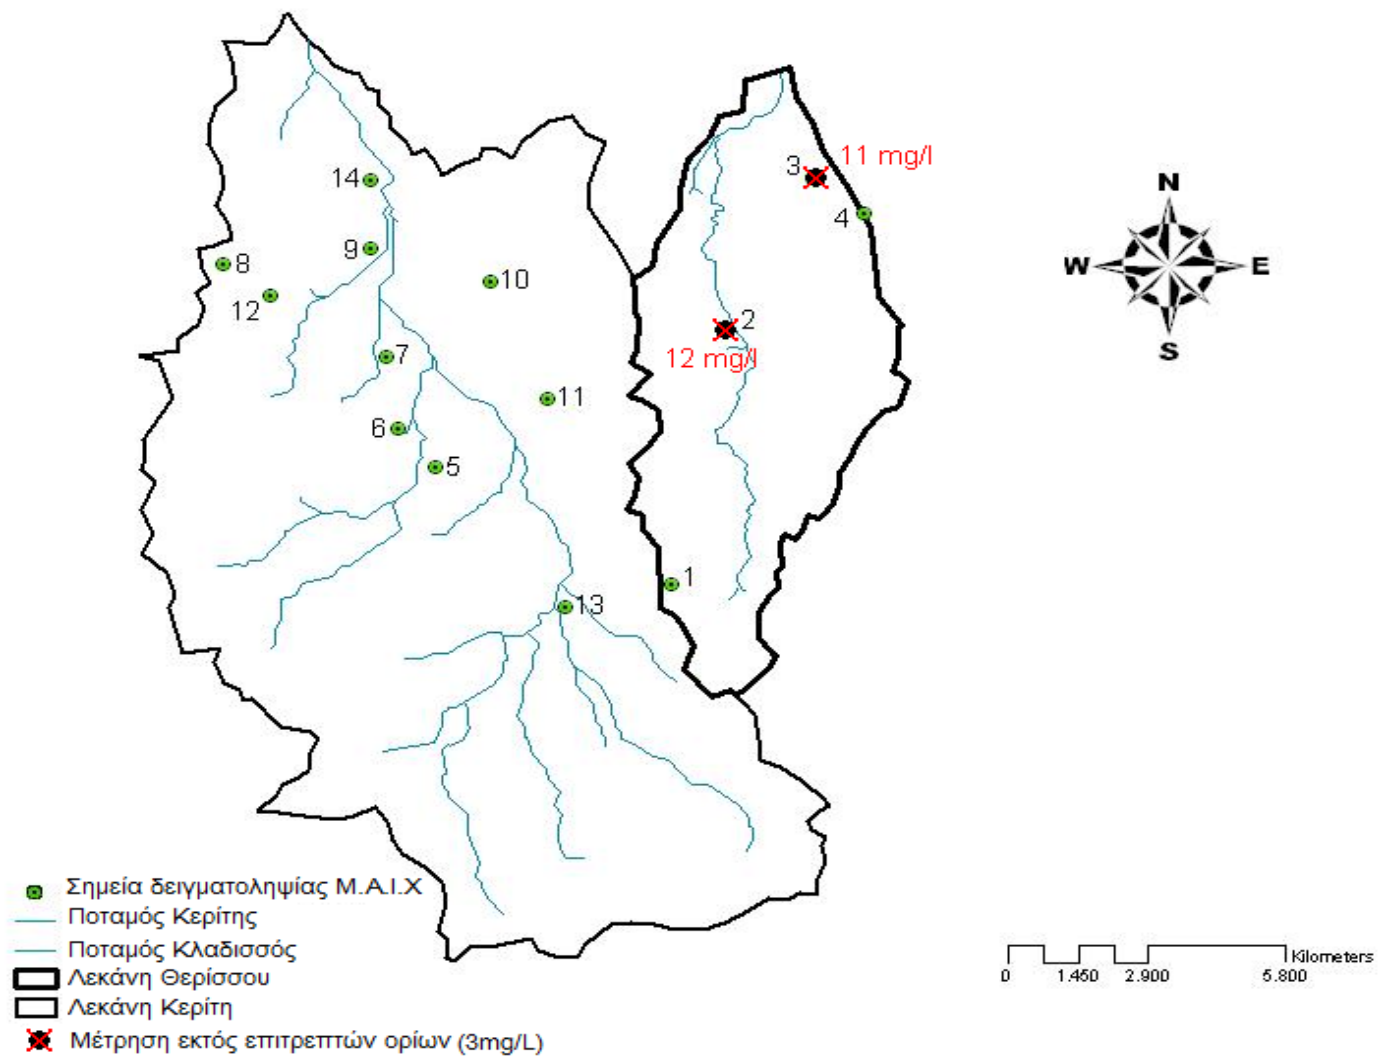 3 11 mg/l
14
4
9
8
10
12
2
12 mg/l
7
11
6
5
1
13
N
W E
S
Σημεία δειγματοληψίας Μ.Α.Ι.Χ
Ποταμός Κερίτης
Ποταμός Κλαδισσός
Λεκάνη Θερίσσου
Λεκάνη Κερίτη
Μέτρηση εκτός επιτρεπτών ορίων (3mg/L)
Kilometers
0 1.450 2.900 5.800